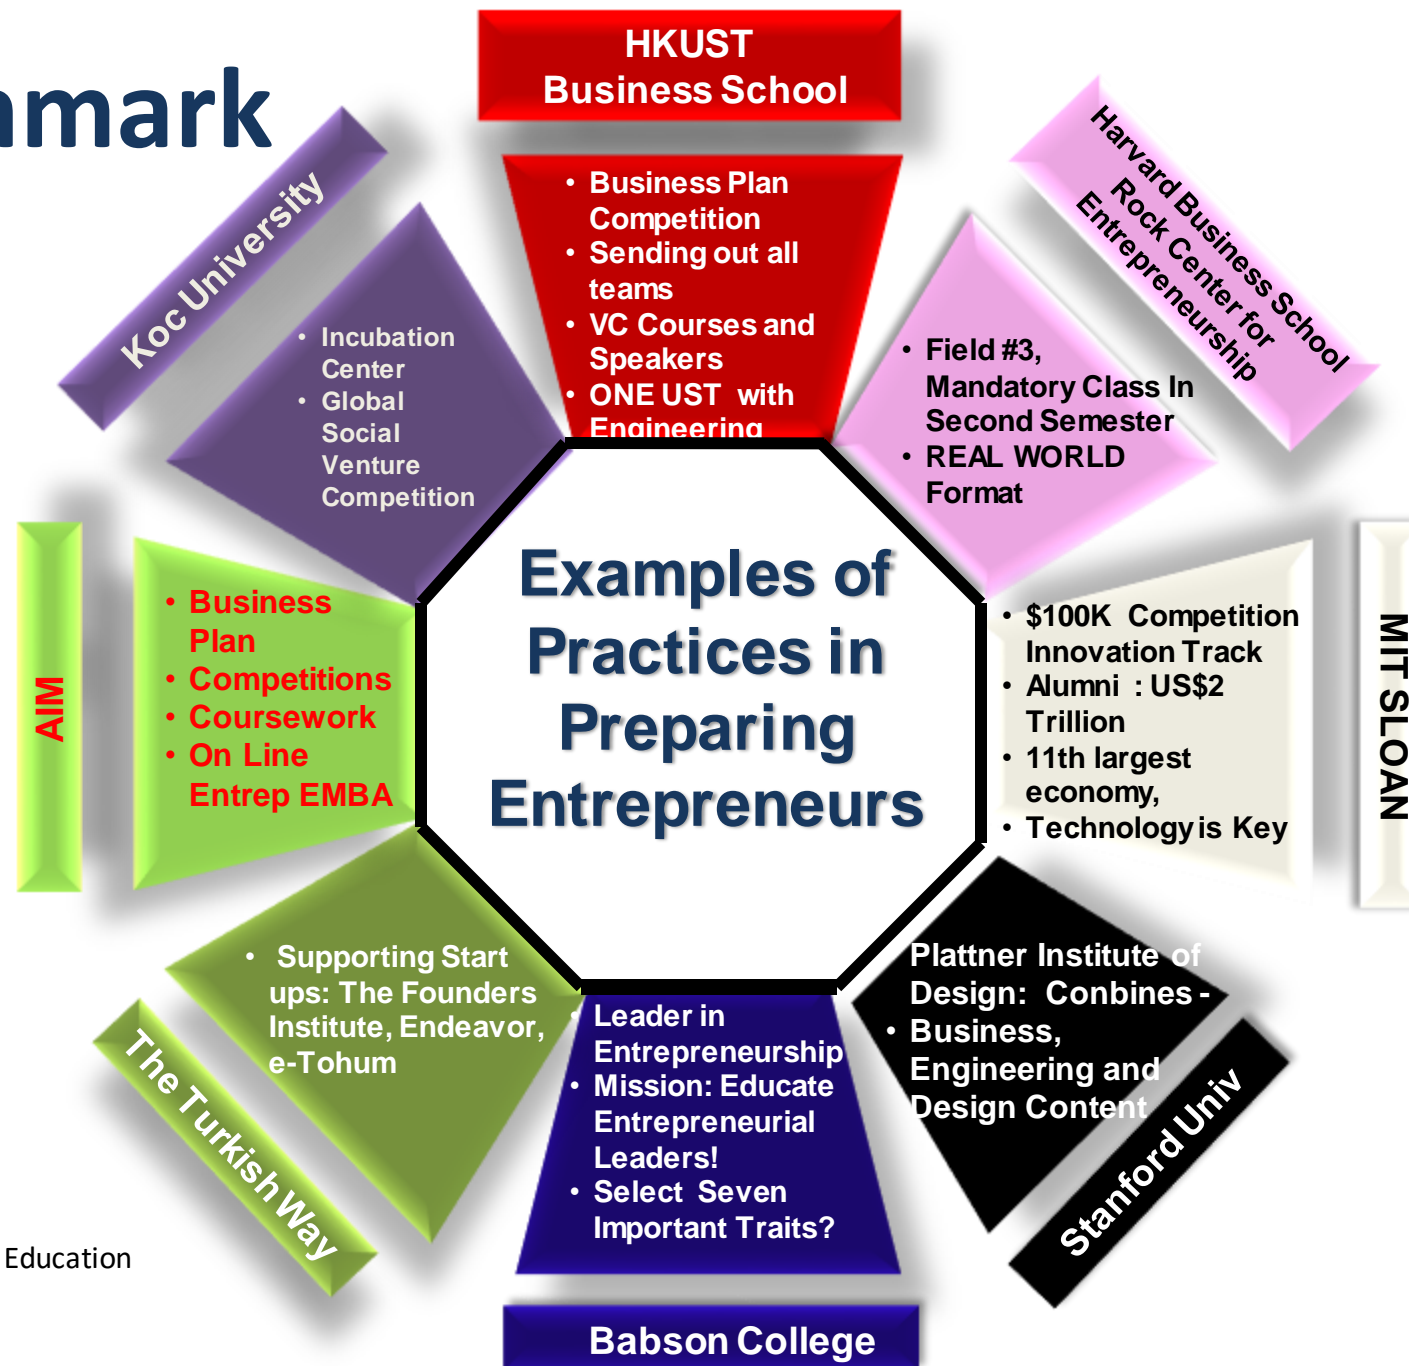 nmark
HKUST
Business School
• Business Plan
Competition
• Sending out all
teams
• VC Courses and
Speakers
• ONE UST with
Engineering
Harvard Business School
Rock Center for
Entrepreneurship
• Field #3,
Mandatory Class In
Second Semester
• REAL WORLD
Format
MIT SLOAN
• $100K Competition
Innovation Track
• Alumni : US$2
Trillion
• 11th largest
economy,
• Technology is Key
Stanford Univ
Plattner Institute of
Design: Conbines -
• Business,
Engineering and
Design Content
Babson College
• Leader in
Entrepreneurship
• Mission: Educate
Entrepreneurial
Leaders!
• Select Seven
Important Traits?
The Turkish Way
• Supporting Start
ups: The Founders
Institute, Endeavor,
e-Tohum
AIM
• Business
Plan
• Competitions
• Coursework
• On Line
Entrep EMBA
Koc University
• Incubation
Center
• Global
Social
Venture
Competition
Examples of
Practices in
Preparing
Entrepreneurs
Education